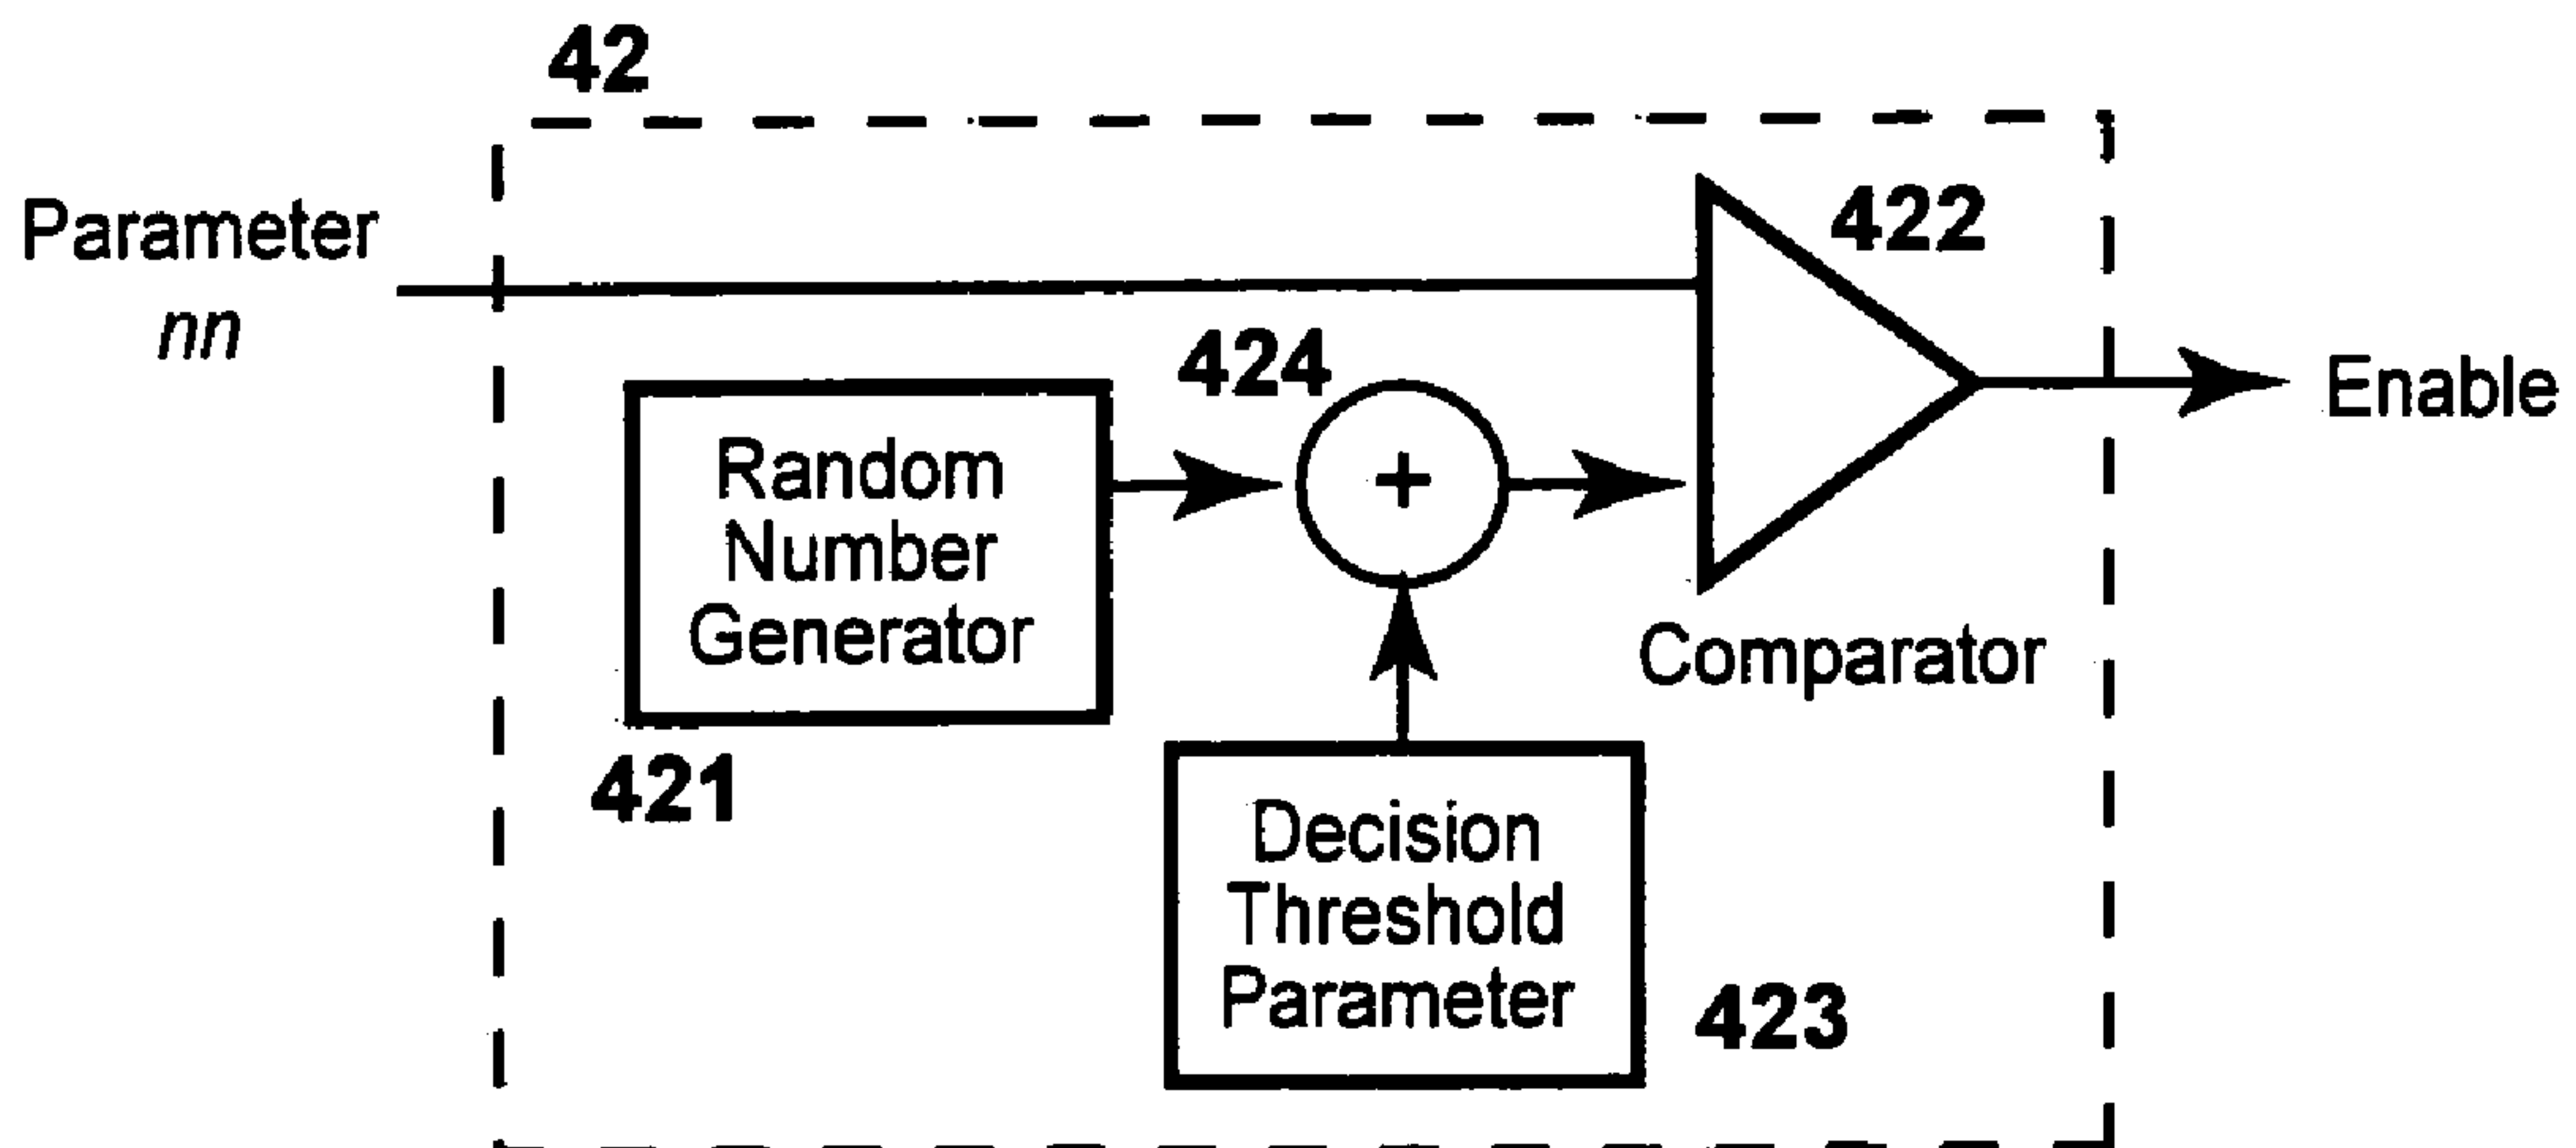 42
Parameter
nn
422
424
Enable
Random
Number
Generator
+
Comparator
421
Decision
Threshold
Parameter
423